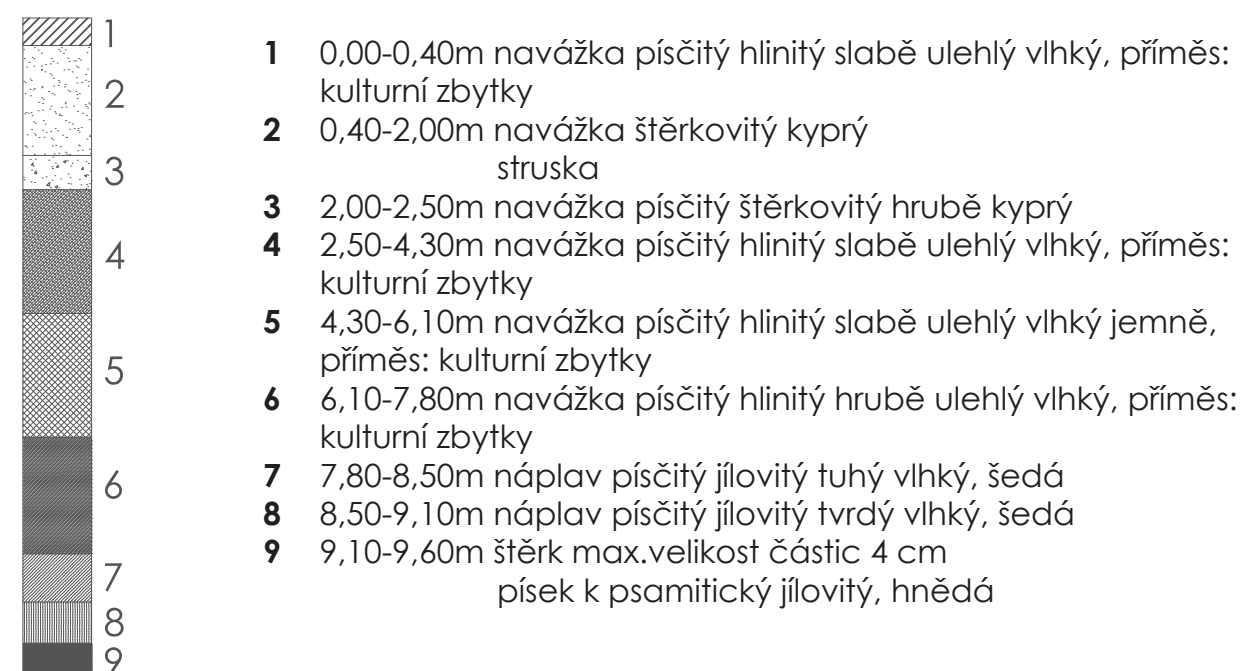 1
2
3
4
5
6
7
8
9
1 0,00-0,40m navážka písčitý hlinitý slabě ulehlý vlhký, příměs:
kulturní zbytky
2 0,40-2,00m navážka štěrkovitý kyprý
struska
3 2,00-2,50m navážka písčitý štěrkovitý hrubě kyprý
4 2,50-4,30m navážka písčitý hlinitý slabě ulehlý vlhký, příměs:
kulturní zbytky
5 4,30-6,10m navážka písčitý hlinitý slabě ulehlý vlhký jemně,
příměs: kulturní zbytky
6 6,10-7,80m navážka písčitý hlinitý hrubě ulehlý vlhký, příměs:
kulturní zbytky
7 7,80-8,50m náplav písčitý jílovitý tuhý vlhký, šedá
8 8,50-9,10m náplav písčitý jílovitý tvrdý vlhký, šedá
9 9,10-9,60m štěrk max.velikost částic 4 cm
písek k psamitický jílovitý, hnědá